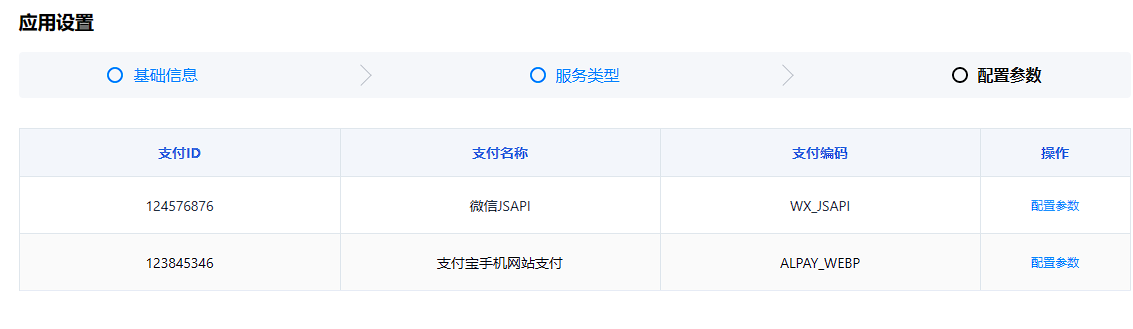 应用设置
基础信息 服务类型 配置参数
支付ID 支付名称 支付编码 操作
124576876 微信JSAPI WX_JSAPI 配置参数
123845346 支付宝手机网站支付 ALPAY_WEBP 配置参数